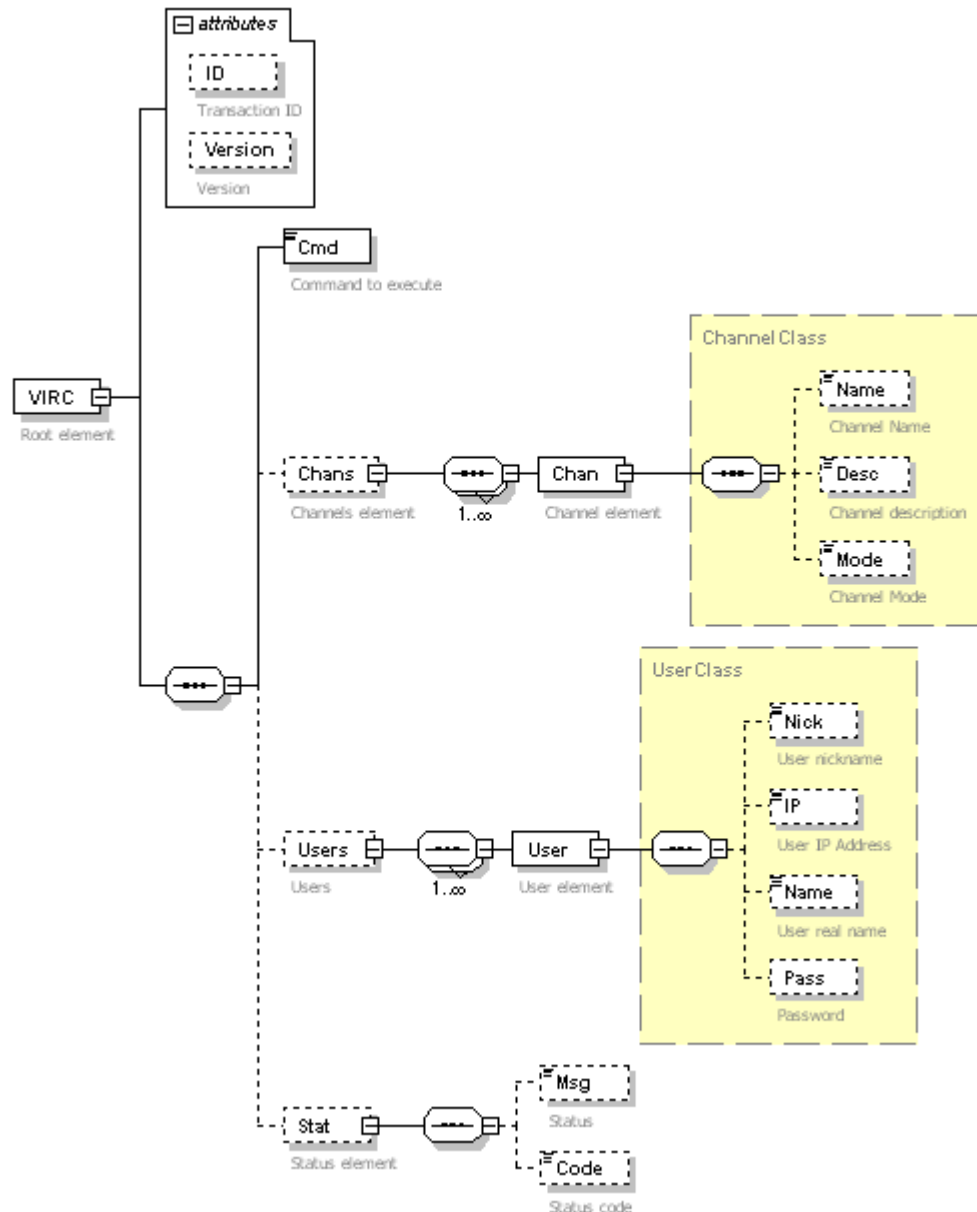 attributes
ID
Transaction ID
Version
Version
Cmd
Command to execute
VIRC
Root element
Chans
Channels element
1..∞
Chan
Channel element
Channel Class
Name
Channel Name
Desc
Channel description
Mode
Channel Mode
Users
Users
1..∞
User
User element
User Class
Nick
User nickname
IP
User IP Address
Name
User real name
Pass
Password
Stat
Status element
Msg
Status
Code
Status code